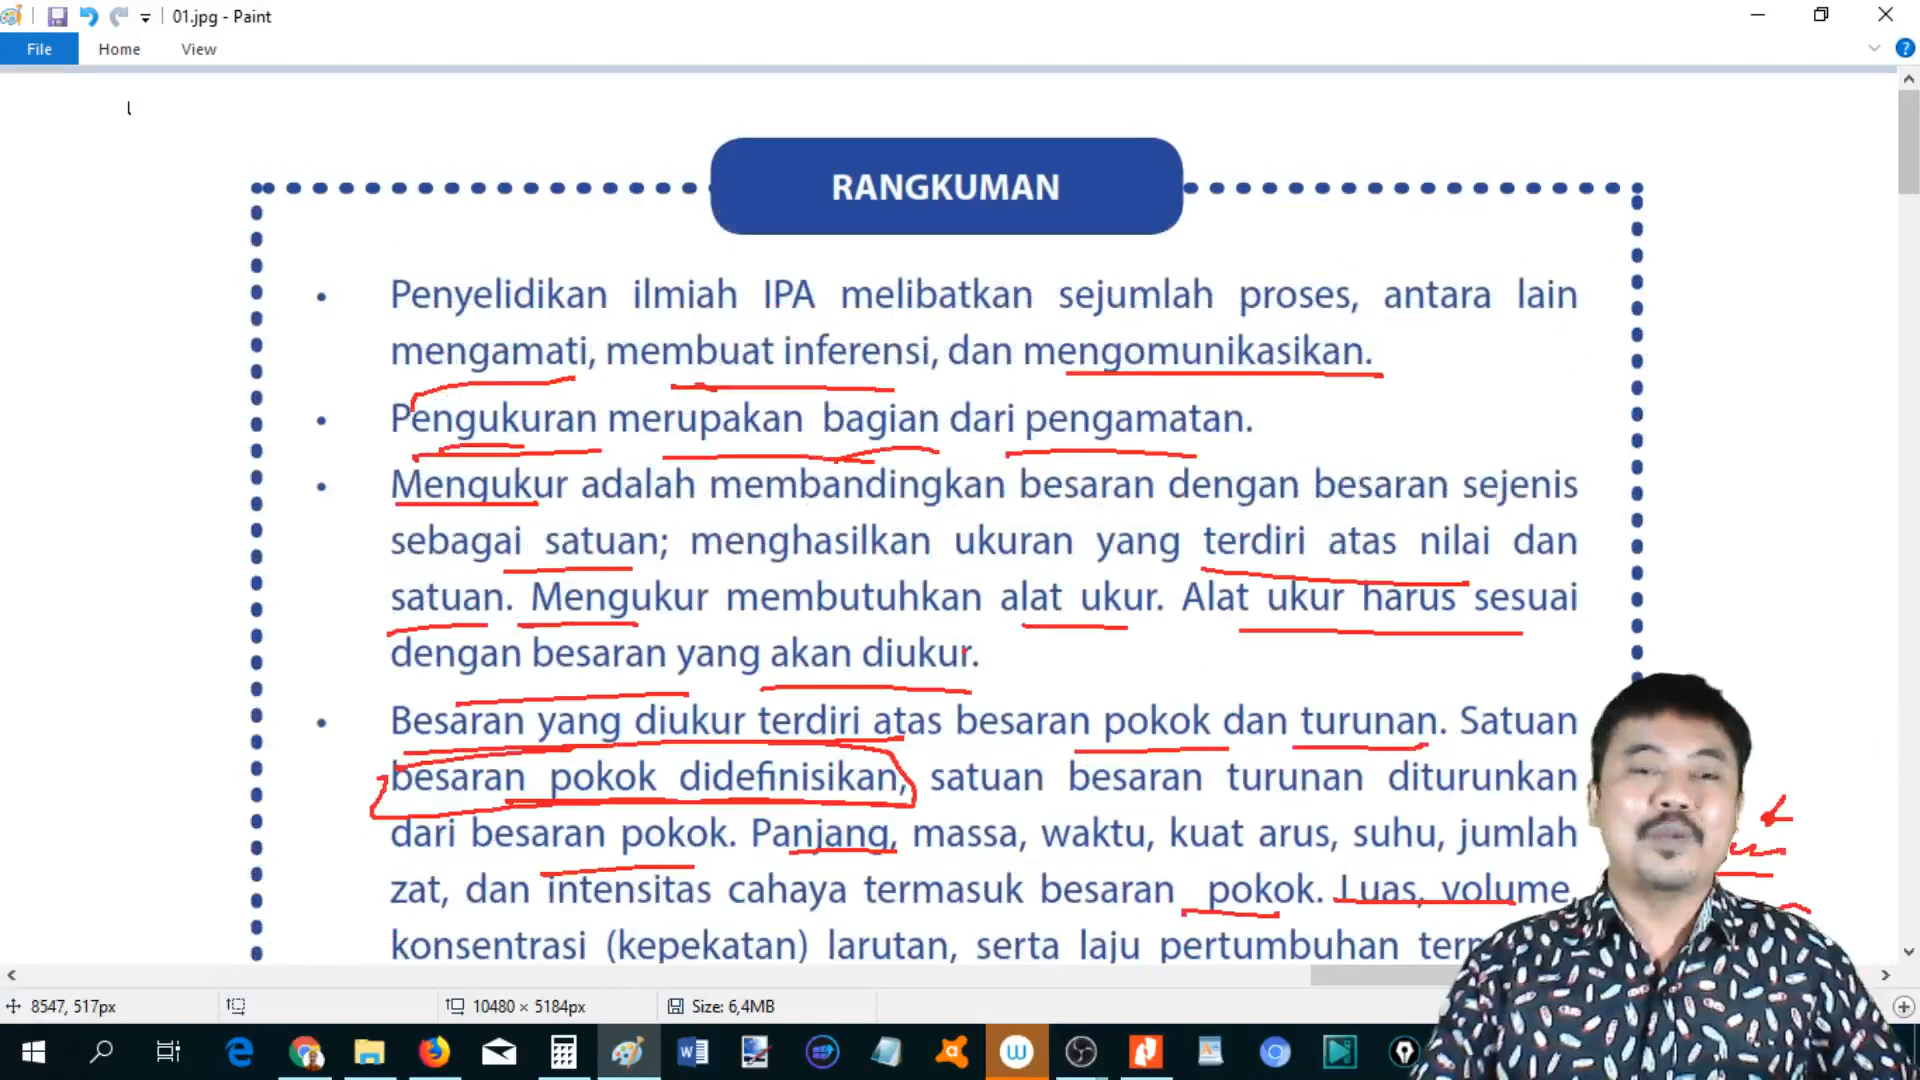 01.jpg - Paint
File Home View
RANGKUMAN
• Penyelidikan ilmiah IPA melibatkan sejumlah proses, antara lain
mengamati, membuat inferensi, dan mengomunikasikan.
• Pengukuran merupakan bagian dari pengamatan.
• Mengukur adalah membandingkan besaran dengan besaran sejenis
sebagai satuan; menghasilkan ukuran yang terdiri atas nilai dan
satuan. Mengukur membutuhkan alat ukur. Alat ukur harus sesuai
dengan besaran yang akan diukur.
• Besaran yang diukur terdiri atas besaran pokok dan turunan. Satuan
besaran pokok didefinisikan, satuan besaran turunan diturunkan
dari besaran pokok. Panjang, massa, waktu, kuat arus, suhu, jumlah
zat, dan intensitas cahaya termasuk besaran pokok. Luas, volume,
konsentrasi (kepekatan) larutan, serta laju pertumbuhan
8547, 517px 10480 × 5184px Size: 6,4MB